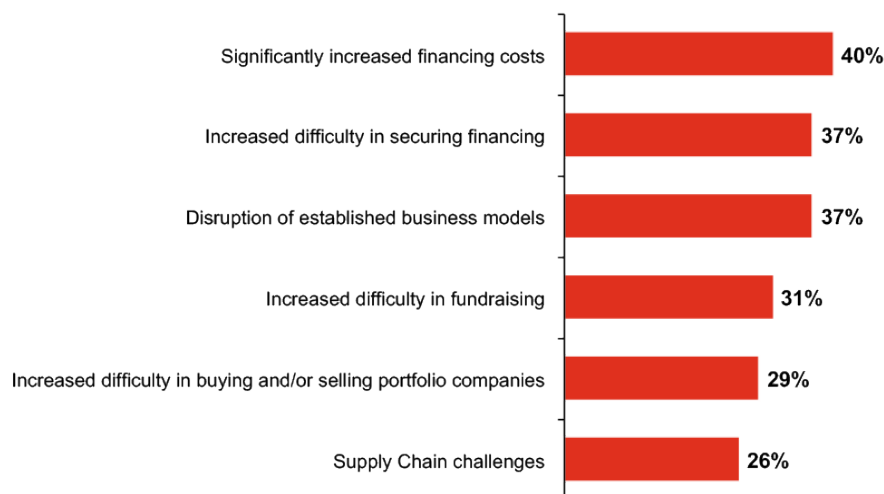 Significantly increased financing costs 40%
Increased difficulty in securing financing 37%
Disruption of established business models 37%
Increased difficulty in fundraising 31%
Increased difficulty in buying and/or selling portfolio companies 29%
Supply Chain challenges 26%